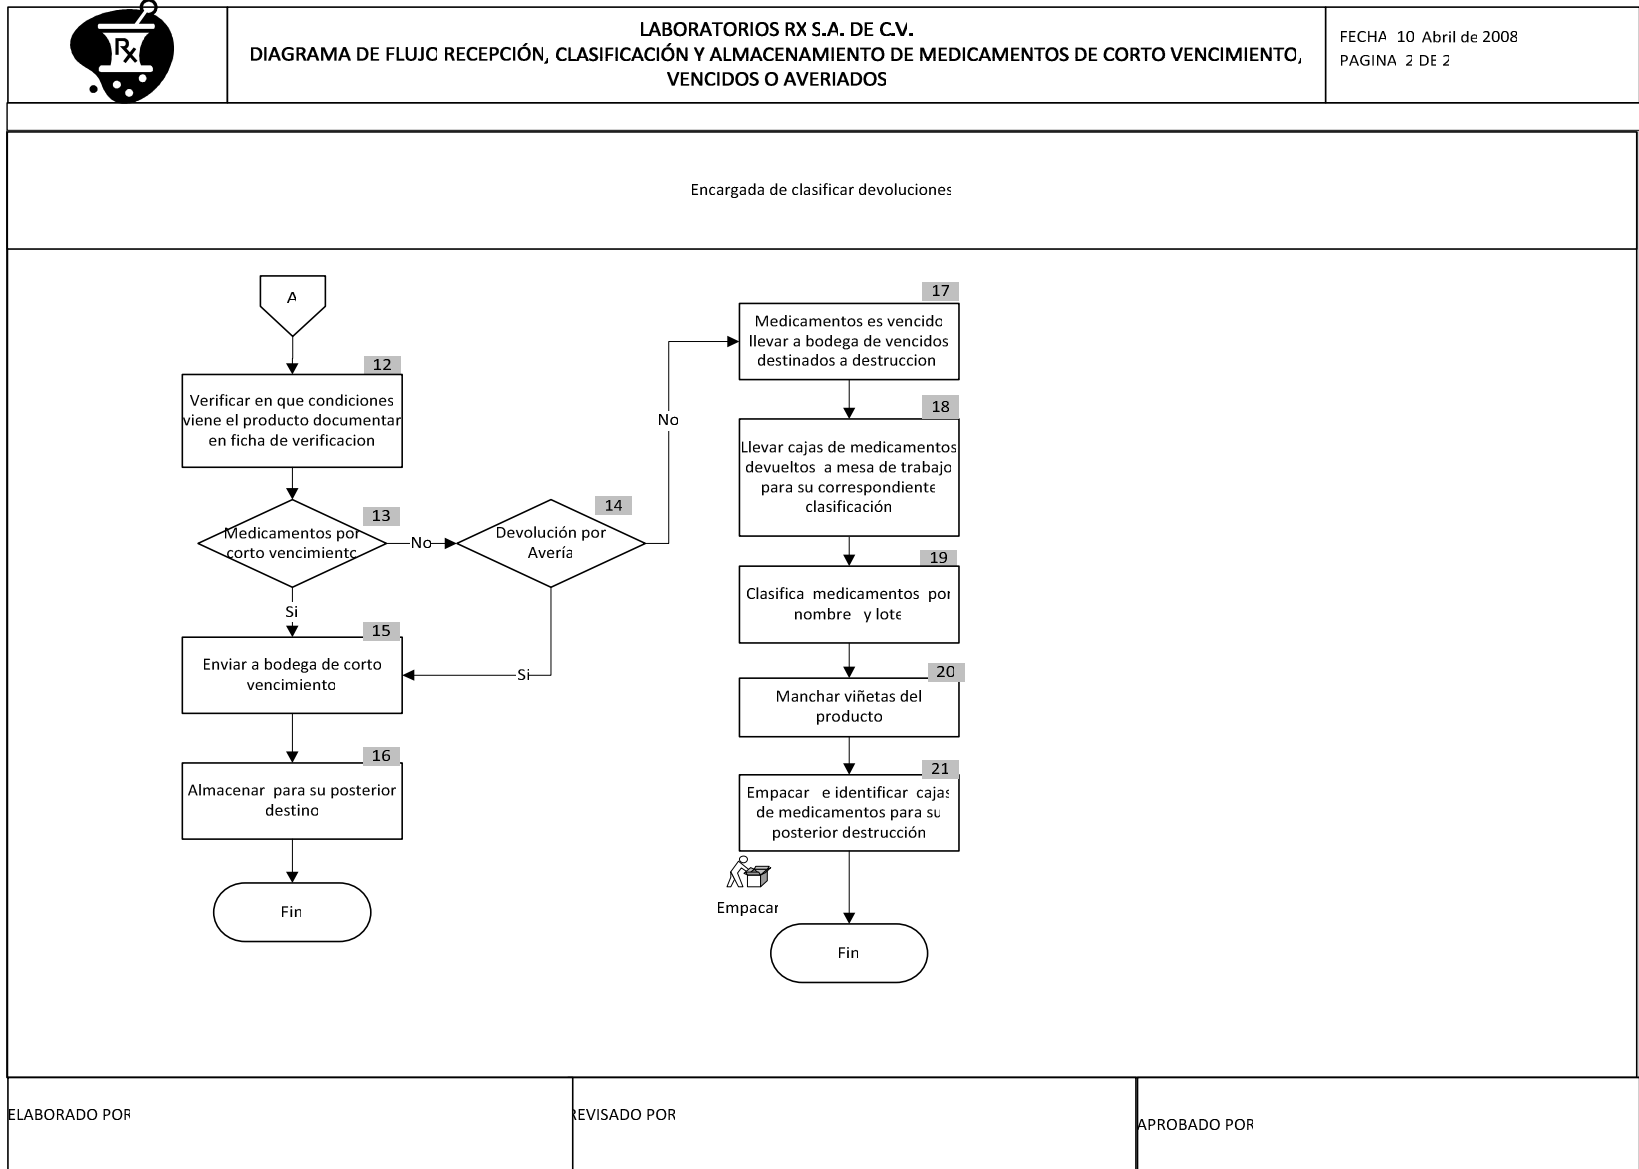 Rx
LABORATORIOS RX S.A. DE C.V.
DIAGRAMA DE FLUJO RECEPCIÓN, CLASIFICACIÓN Y ALMACENAMIENTO DE MEDICAMENTOS DE CORTO VENCIMIENTO,
VENCIDOS O AVERIADOS
FECHA 10 Abril de 2008
PAGINA 2 DE 2
Encargada de clasificar devoluciones
A
12
Verificar en que condiciones
viene el producto documentar
en ficha de verificacion
13
Medicamentos por
corto vencimiento
No
14
Devolución por
Avería
Si
No
Si
15
Enviar a bodega de corto
vencimiento
16
Almacenar para su posterior
destino
Fin
17
Medicamentos es vencido
llevar a bodega de vencidos
destinados a destruccion
18
Llevar cajas de medicamentos
devueltos a mesa de trabajo
para su correspondiente
clasificación
19
Clasifica medicamentos por
nombre y lote
20
Manchar viñetas del
producto
21
Empacar e identificar cajas
de medicamentos para su
posterior destrucción
Empacar
Fin
ELABORADO POR
REVISADO POR
APROBADO POR